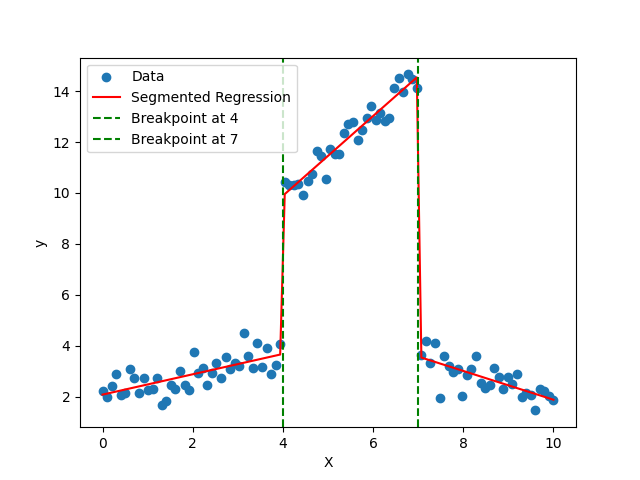 Data
Segmented Regression
Breakpoint at 4
Breakpoint at 7
14
12
10
8
6
4
2
y
0 2 4 6 8 10
X